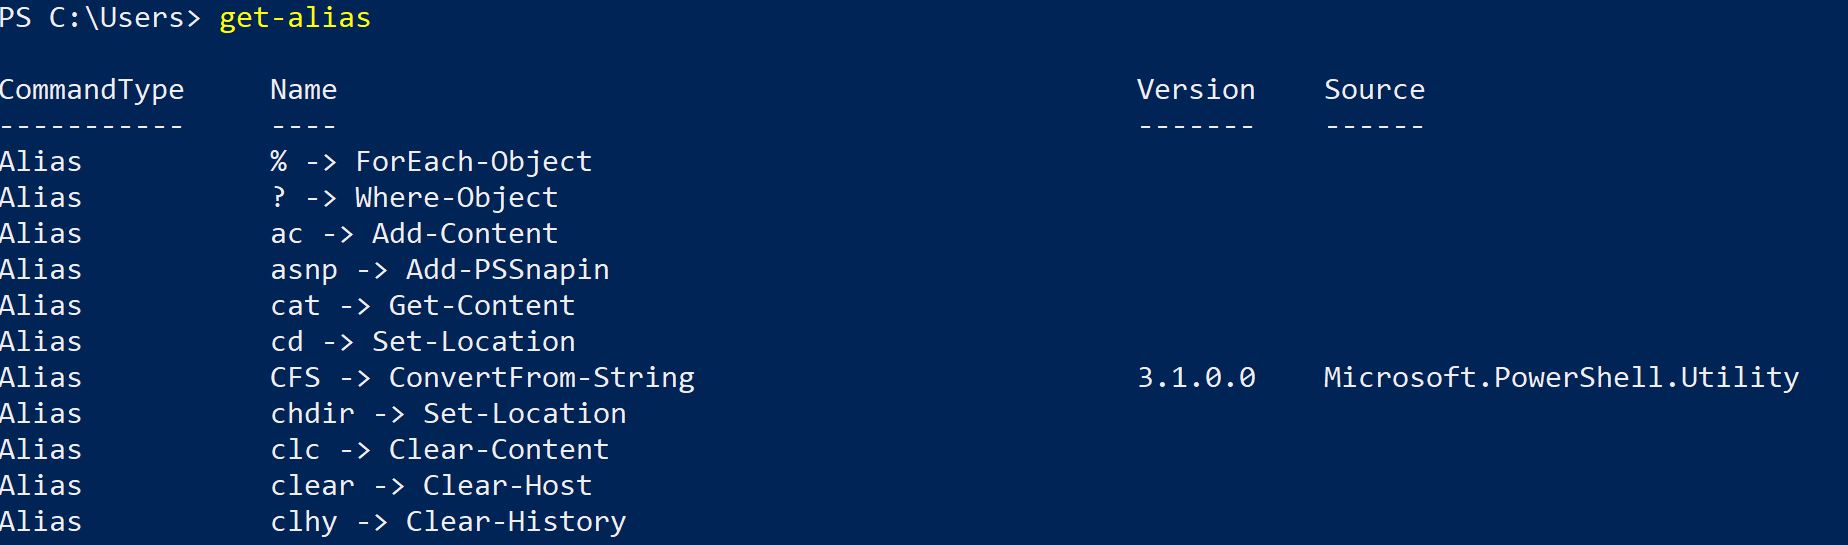 PS C:\Users> get-alias
CommandType Name Version Source
----------- ---- ------- ------
Alias % -> ForEach-Object
Alias ? -> Where-Object
Alias ac -> Add-Content
Alias asnp -> Add-PSSnapin
Alias cat -> Get-Content
Alias cd -> Set-Location
Alias CFS -> ConvertFrom-String 3.1.0.0 Microsoft.PowerShell.Utility
Alias chdir -> Set-Location
Alias clc -> Clear-Content
Alias clear -> Clear-Host
Alias clhy -> Clear-History